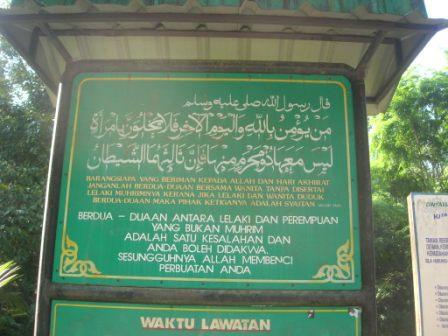 قال رسول الله صلى عليه وسلم
من يؤمن بالله واليوم الآخر فلا يخلون بامرأة
ليس معها ذو محرم منها فإن ثالثهما الشيطان
BARANGSIAPA YANG BERIMAN KEPADA ALLAH DAN HARI AKHIRAT
JANGANLAH BERDUA-DUAAN BERSAMA WANITA TANPA DISERTAI
LELAKI MUHRIMNYA KERANA JIKA LELAKI DAN WANITA DUDUK
BERDUA-DUAAN MAKA PIHAK KETIGANYA ADALAH SYAITAN
BERDUA – DUAAN ANTARA LELAKI DAN PEREMPUAN
YANG BUKAN MUHRIM
ADALAH SATU KESALAHAN DAN
ANDA BOLEH DIDAKWA.
SESUNGGUHNYA ALLAH MEMBENCI
PERBUATAN ANDA
WAKTU LAWATAN